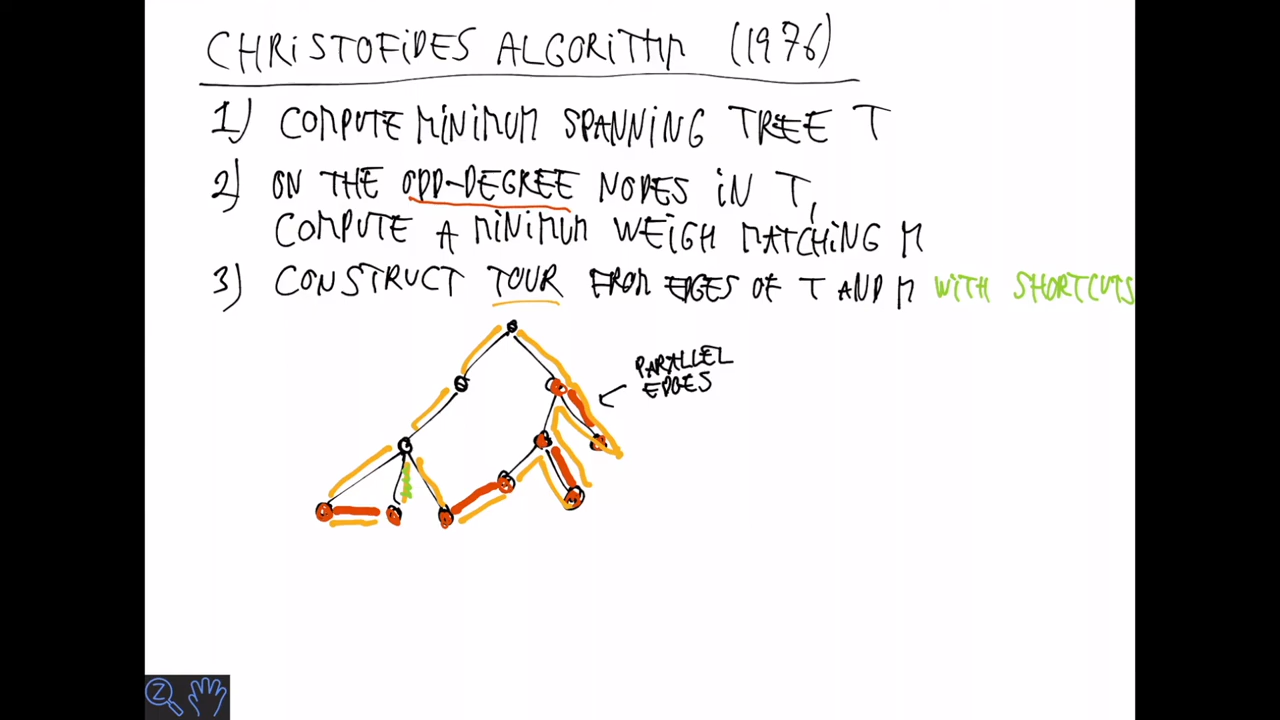 CHRiSTOFiDES ALGORiTHM (1976)
1) COMPUTE MiNiMUM SPANNiNG TREE T
2) ON THE ODD-DEGREE NODES iN T,
COMPUTE A MiNiMUM WEiGH MATCHiNG M
3) CONSTRUCT TOUR FROM EDGES OF T AND M WiTH SHORTCUTS
PARALLEL
EDGES
Z